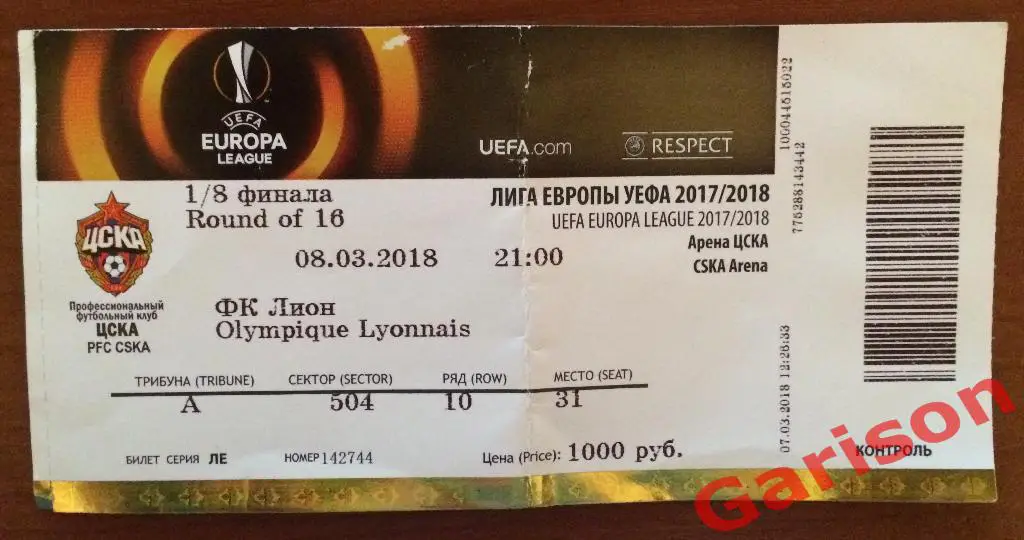 UEFA
EUROPA
LEAGUE
UEFA.com
RESPECT
1/8 финала
Round of 16
ЛИГА ЕВРОПЫ УЕФА 2017/2018
UEFA EUROPA LEAGUE 2017/2018
Арена ЦСКА
CSKA Arena
08.03.2018 21:00
ЦСКА
Профессиональный
футбольный клуб
ЦСКА
PFC CSKA
ФК Лион
Olympique Lyonnais
ТРИБУНА (TRIBUNE) СЕКТОР (SECTOR) РЯД (ROW) МЕСТО (SEAT)
А 504 10 31
БИЛЕТ СЕРИЯ ЛЕ НОМЕР 142744 Цена (Price): 1000 руб.
07.03.2018 12:26:33
775288143442
100044515022
КОНТРОЛЬ
Garison